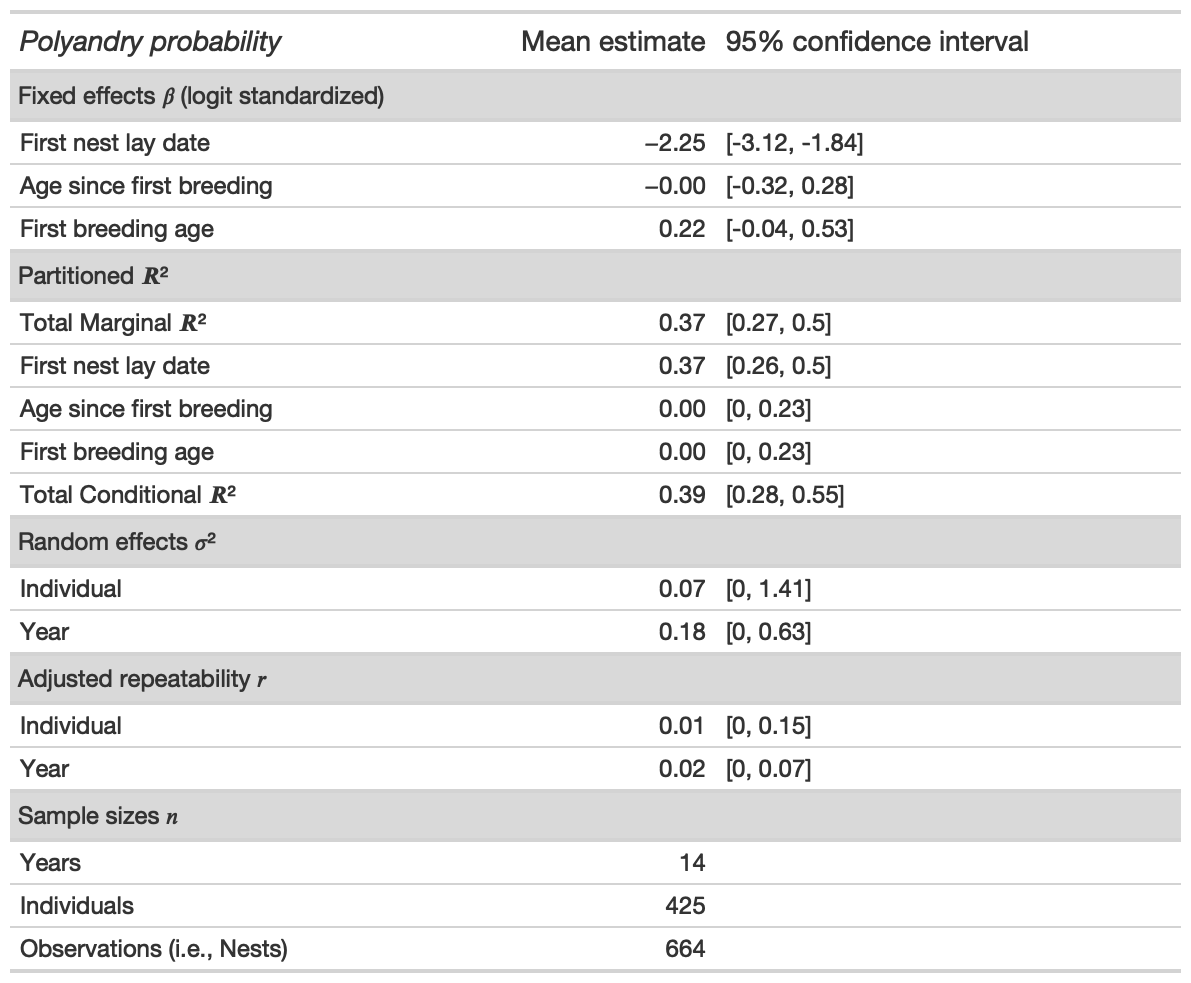 Polyandry probability Mean estimate 95% confidence interval
Fixed effects β (logit standardized)
First nest lay date −2.25 [-3.12, -1.84]
Age since first breeding −0.00 [-0.32, 0.28]
First breeding age 0.22 [-0.04, 0.53]
Partitioned R²
Total Marginal R² 0.37 [0.27, 0.5]
First nest lay date 0.37 [0.26, 0.5]
Age since first breeding 0.00 [0, 0.23]
First breeding age 0.00 [0, 0.23]
Total Conditional R² 0.39 [0.28, 0.55]
Random effects σ²
Individual 0.07 [0, 1.41]
Year 0.18 [0, 0.63]
Adjusted repeatability r
Individual 0.01 [0, 0.15]
Year 0.02 [0, 0.07]
Sample sizes n
Years 14
Individuals 425
Observations (i.e., Nests) 664